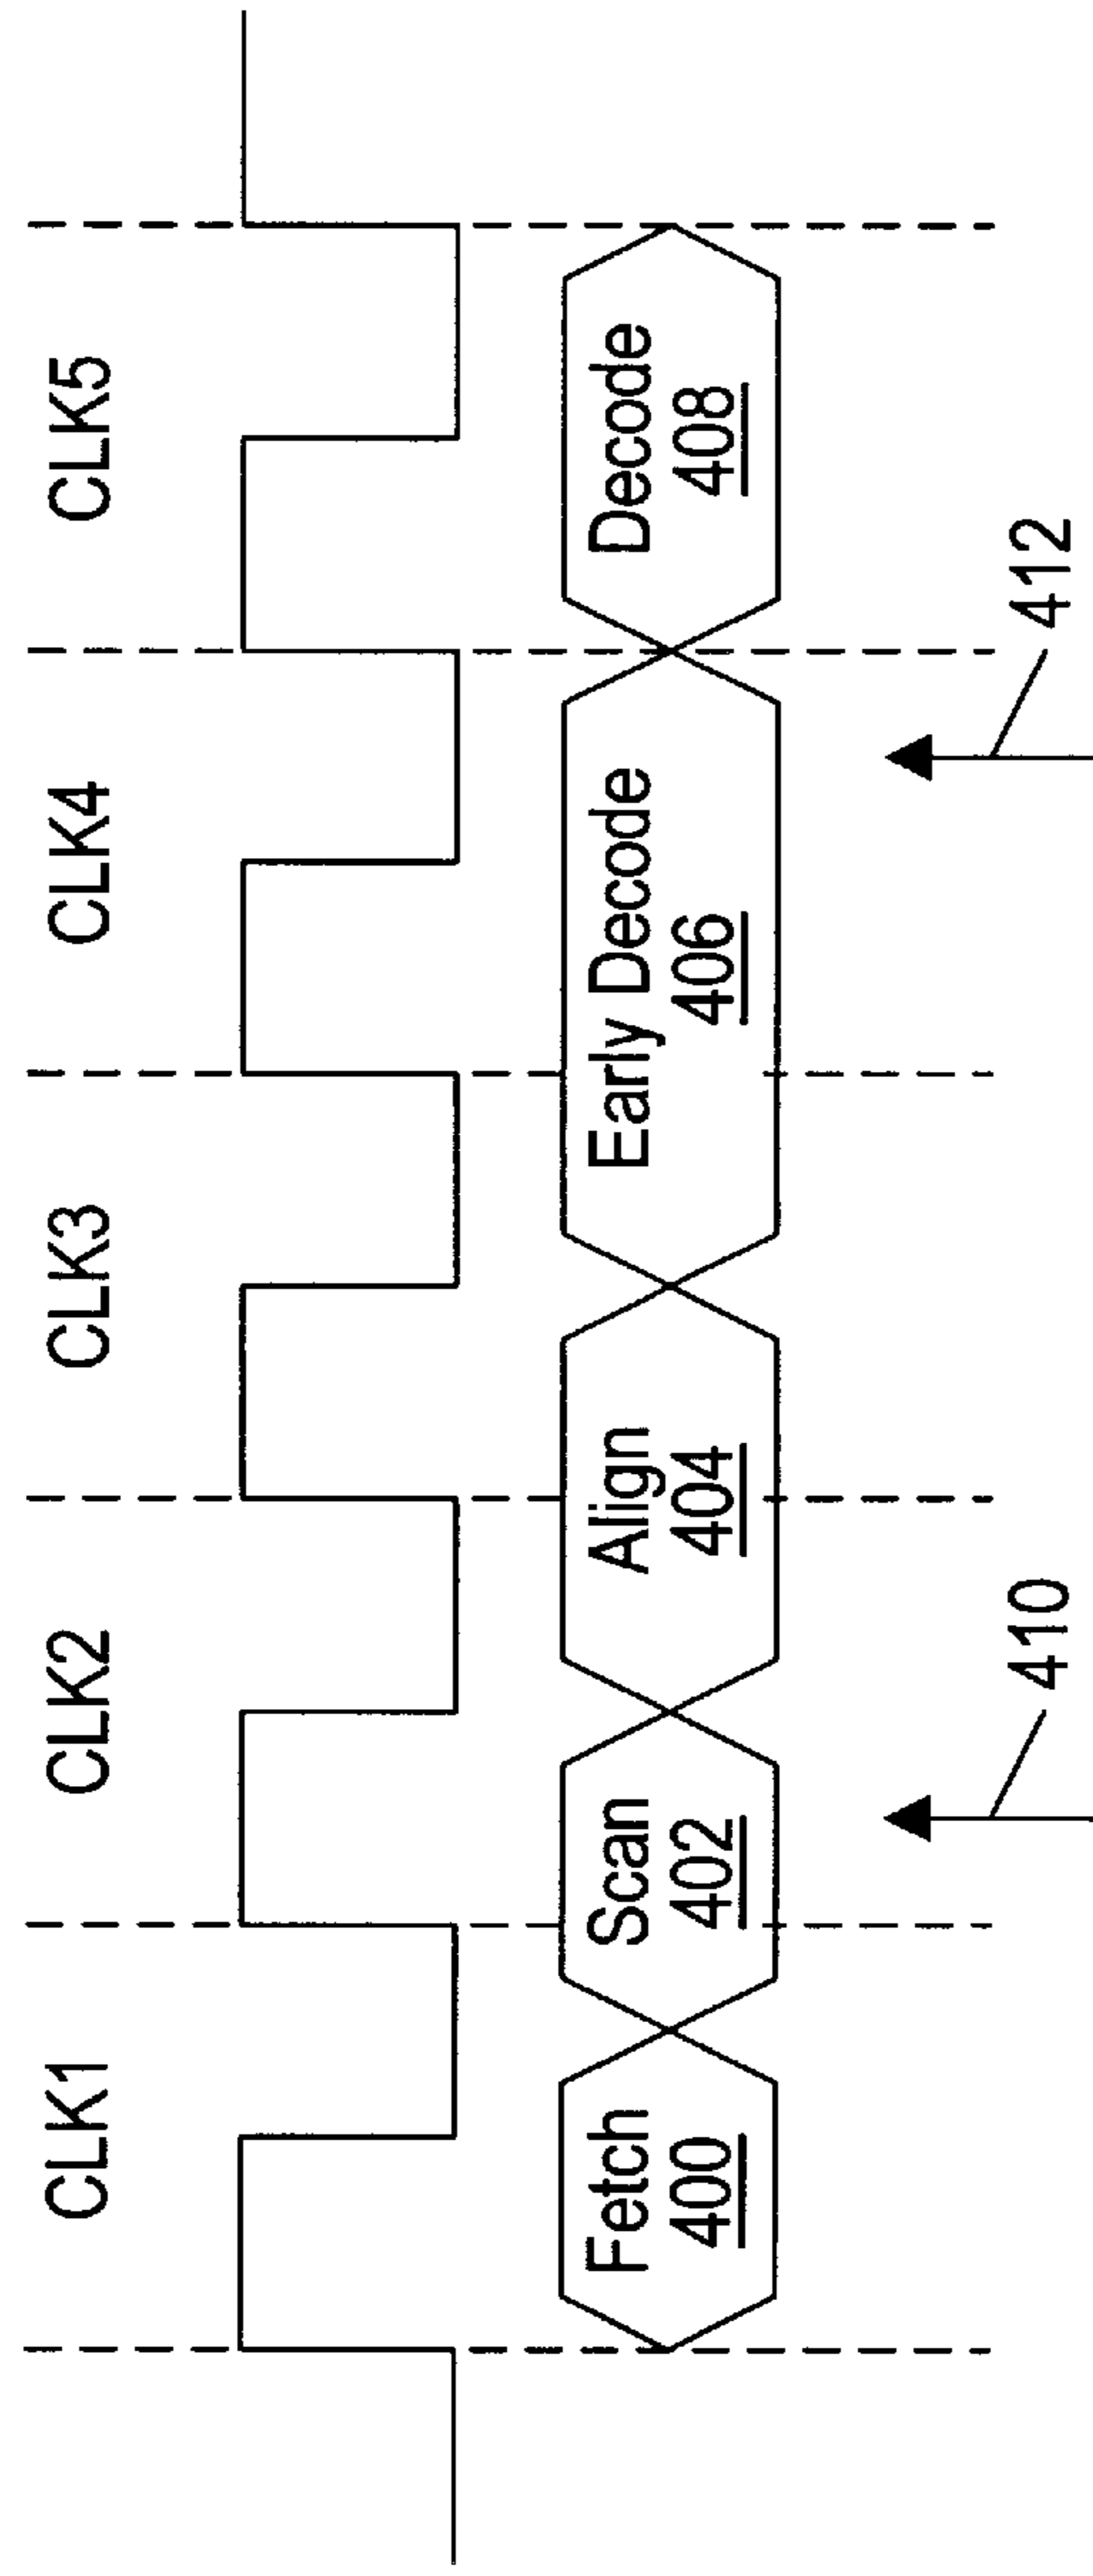 CLK1
CLK2
CLK3
CLK4
CLK5
Fetch
400
Scan
402
Align
404
Early Decode
406
Decode
408
410
412